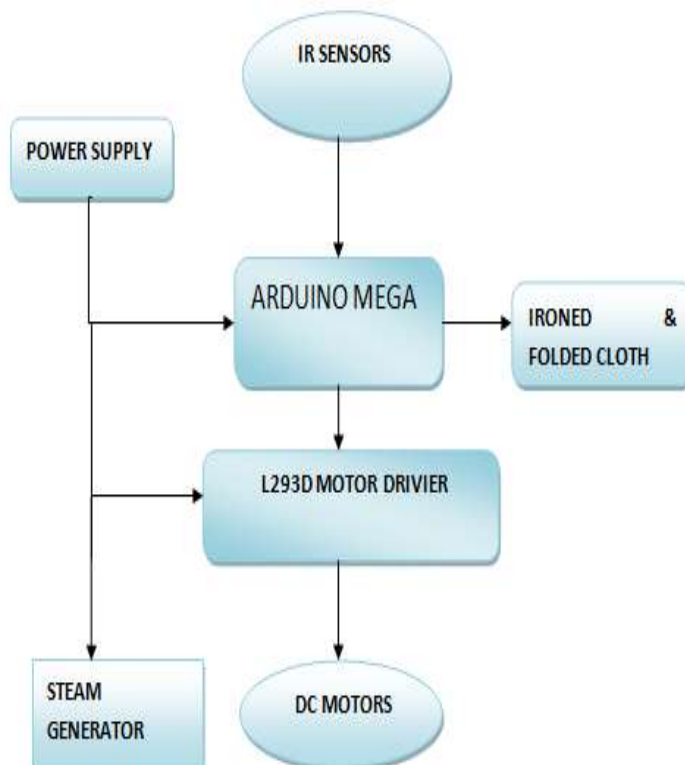 IR SENSORS
POWER SUPPLY
ARDUINO MEGA
IRONED &
FOLDED CLOTH
L293D MOTOR DRIVIER
STEAM
GENERATOR
DC MOTORS